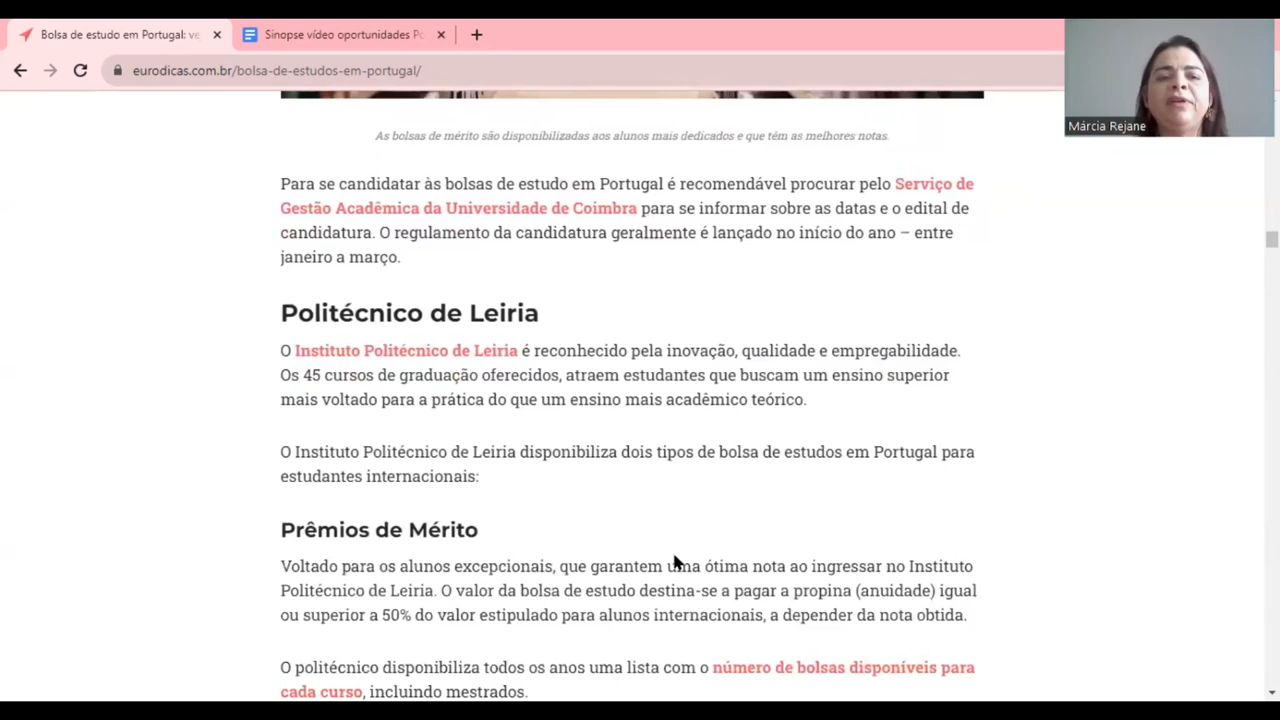 Bolsa de estudo em Portugal: ve
Sinopse vídeo oportunidades Po
eurodicas.com.br/bolsa-de-estudos-em-portugal/
Márcia Rejane
As bolsas de mérito são disponibilizadas aos alunos mais dedicados e que têm as melhores notas.
Para se candidatar às bolsas de estudo em Portugal é recomendável procurar pelo Serviço de
Gestão Acadêmica da Universidade de Coimbra para se informar sobre as datas e o edital de
candidatura. O regulamento da candidatura geralmente é lançado no início do ano – entre
janeiro a março.
Politécnico de Leiria
O Instituto Politécnico de Leiria é reconhecido pela inovação, qualidade e empregabilidade.
Os 45 cursos de graduação oferecidos, atraem estudantes que buscam um ensino superior
mais voltado para a prática do que um ensino mais acadêmico teórico.
O Instituto Politécnico de Leiria disponibiliza dois tipos de bolsa de estudos em Portugal para
estudantes internacionais:
Prêmios de Mérito
Voltado para os alunos excepcionais, que garantem uma ótima nota ao ingressar no Instituto
Politécnico de Leiria. O valor da bolsa de estudo destina-se a pagar a propina (anuidade) igual
ou superior a 50% do valor estipulado para alunos internacionais, a depender da nota obtida.
O politécnico disponibiliza todos os anos uma lista com o número de bolsas disponíveis para
cada curso, incluindo mestrados.